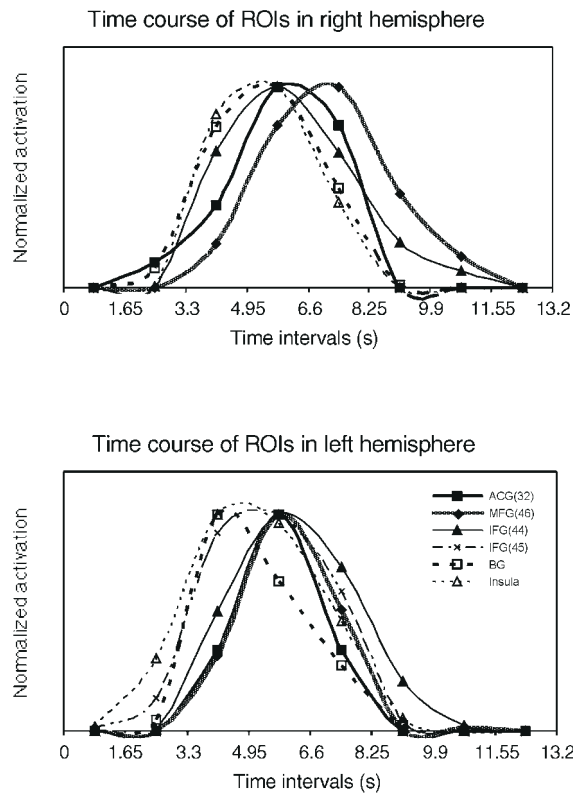 Time course of ROIs in right hemisphere
Normalized activation
0 1.65 3.3 4.95 6.6 8.25 9.9 11.55 13.2
Time intervals (s)
Time course of ROIs in left hemisphere
Normalized activation
ACG(32)
MFG(46)
IFG(44)
IFG(45)
BG
Insula
0 1.65 3.3 4.95 6.6 8.25 9.9 11.55 13.2
Time intervals (s)